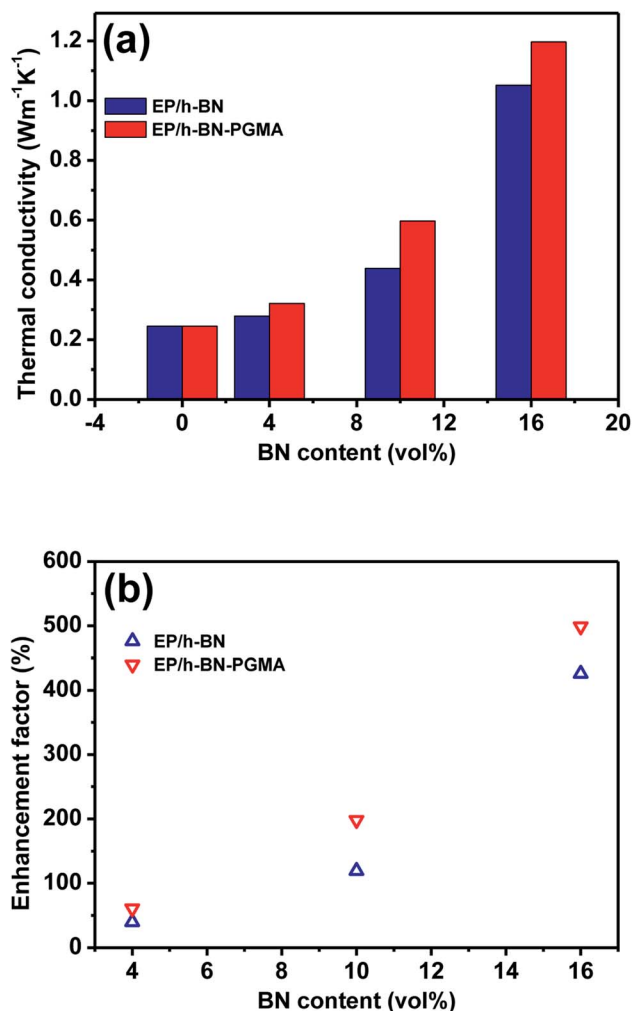 (a)
EP/h-BN
EP/h-BN-PGMA
Thermal conductivity (Wm⁻¹K⁻¹)
1.2
1.0
0.8
0.6
0.4
0.2
0.0
-4 0 4 8 12 16 20
BN content (vol%)
(b)
EP/h-BN
EP/h-BN-PGMA
Enhancement factor (%)
600
500
400
300
200
100
0
4 6 8 10 12 14 16
BN content (vol%)